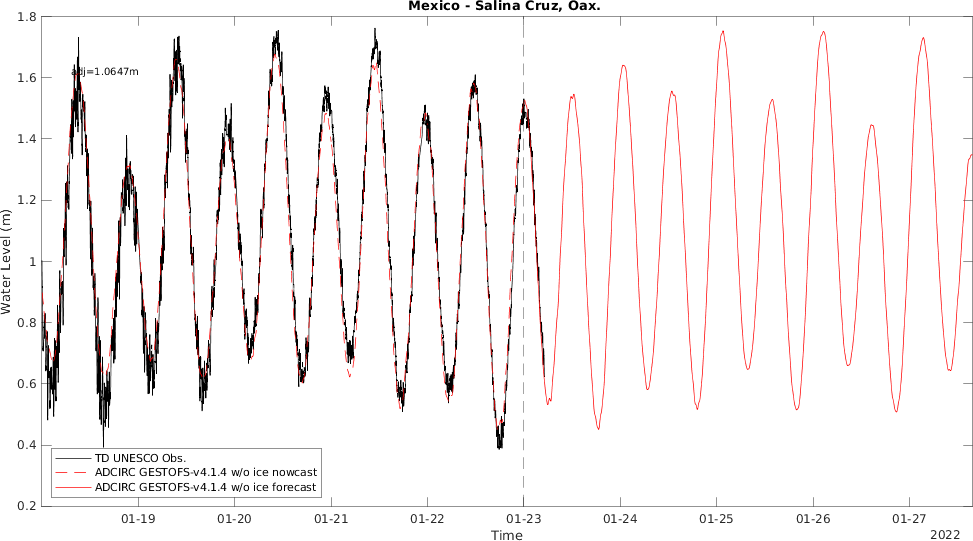 Mexico - Salina Cruz, Oax.
1.8
1.6
1.4
1.2
1
0.8
0.6
0.4
0.2
Water Level (m)
adj=1.0647m
TD UNESCO Obs.
ADCIRC GESTOFS-v4.1.4 w/o ice nowcast
ADCIRC GESTOFS-v4.1.4 w/o ice forecast
01-19 01-20 01-21 01-22 01-23 01-24 01-25 01-26 01-27
Time
2022